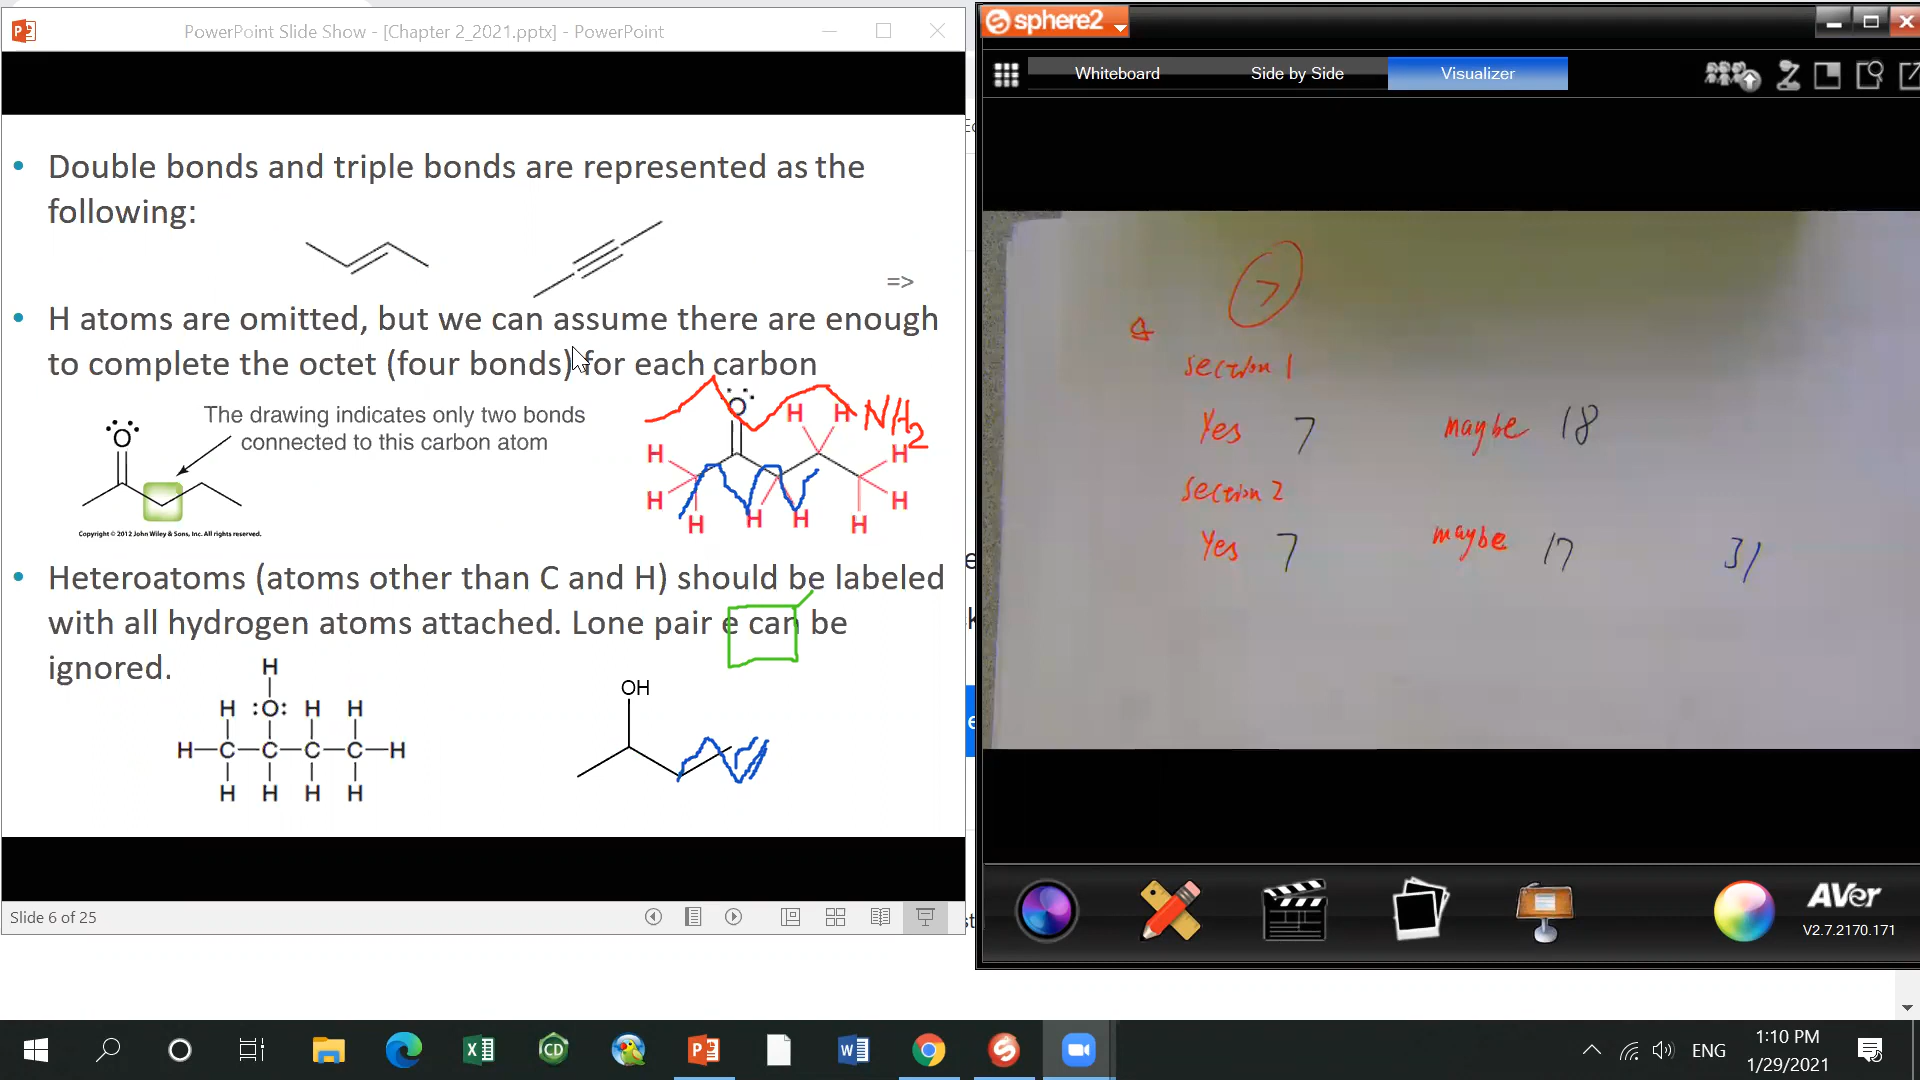 PowerPoint Slide Show - [Chapter 2_2021.pptx] - PowerPoint
Double bonds and triple bonds are represented as the
following:
=>
H atoms are omitted, but we can assume there are enough
to complete the octet (four bonds) for each carbon
The drawing indicates only two bonds
connected to this carbon atom
O
Copyright © 2012 John Wiley & Sons, Inc. All rights reserved.
O
H H NH2
H H
H H
H H H H
Heteroatoms (atoms other than C and H) should be labeled
with all hydrogen atoms attached. Lone pair e can be
ignored.
H
H :O: H H
H C C C C H
H H H H
OH
Slide 6 of 25
sphere2
Whiteboard Side by Side Visualizer
7
Section 1
Yes 7 maybe 18
Section 2
Yes 7 maybe 17 31
AVer
V2.7.2170.171
ENG
1:10 PM
1/29/2021